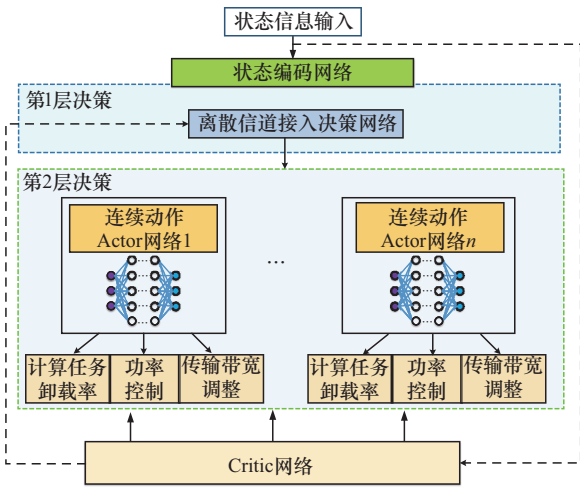 状态信息输入
状态编码网络
第1层决策
离散信道接入决策网络
第2层决策
连续动作
Actor网络1
…
连续动作
Actor网络n
计算任务
卸载率
功率
控制
传输带宽
调整
计算任务
卸载率
功率
控制
传输带宽
调整
Critic网络